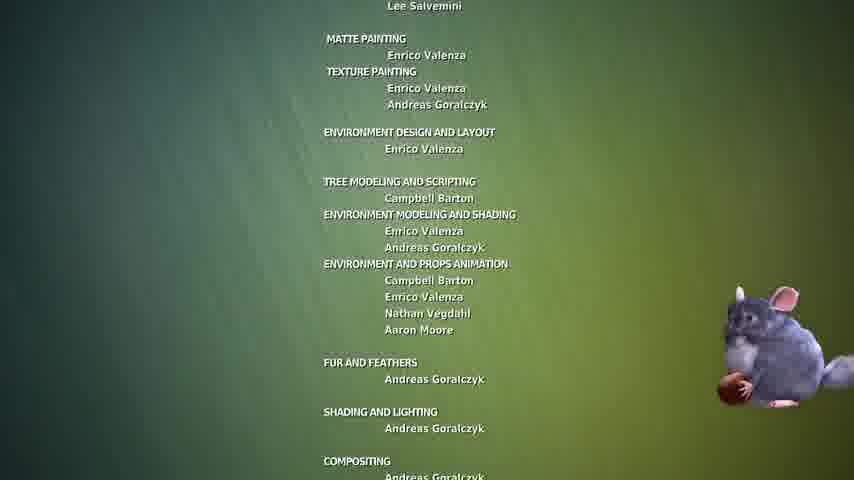 Lee Salvemini
MATTE PAINTING
Enrico Valenza
TEXTURE PAINTING
Enrico Valenza
Andreas Goralczyk
ENVIRONMENT DESIGN AND LAYOUT
Enrico Valenza
TREE MODELING AND SCRIPTING
Campbell Barton
ENVIRONMENT MODELING AND SHADING
Enrico Valenza
Andreas Goralczyk
ENVIRONMENT AND PROPS ANIMATION
Campbell Barton
Enrico Valenza
Nathan Vegdahl
Aaron Moore
FUR AND FEATHERS
Andreas Goralczyk
SHADING AND LIGHTING
Andreas Goralczyk
COMPOSITING
Andreas Goralczyk